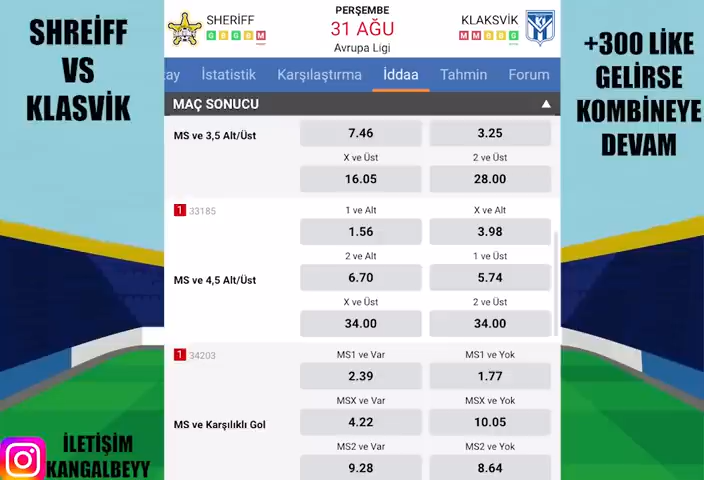 SHREİFF
VS
KLASVİK
SHERİFF
G G G G M
PERŞEMBE
31 AĞU
Avrupa Ligi
KLAKSVİK
+300 LİKE
GELİRSE
KOMBİNEYE
DEVAM
İstatistik Karşılaştırma İddaa Tahmin Forum
MAÇ SONUCU
MS ve 3,5 Alt/Üst
7.46 3.25
X ve Üst 2 ve Üst
16.05 28.00
1 33185
1 ve Alt X ve Alt
1.56 3.98
2 ve Alt 1 ve Üst
MS ve 4,5 Alt/Üst
6.70 5.74
X ve Üst 2 ve Üst
34.00 34.00
1 34203
MS1 ve Var MS1 ve Yok
2.39 1.77
MSX ve Var MSX ve Yok
MS ve Karşılıklı Gol
4.22 10.05
MS2 ve Var MS2 ve Yok
9.28 8.64
İLETİŞİM
KANGALBEYY